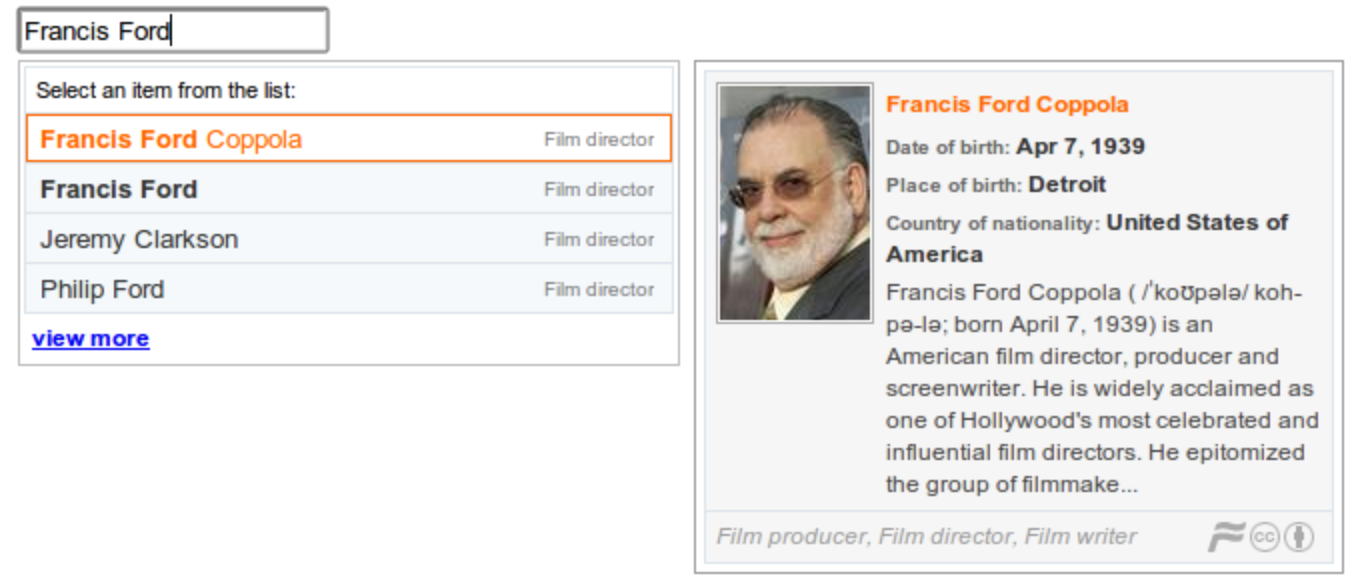 Francis Ford
Select an item from the list:
Francis Ford Coppola Film director
Francis Ford Film director
Jeremy Clarkson Film director
Philip Ford Film director
view more
Francis Ford Coppola
Date of birth: Apr 7, 1939
Place of birth: Detroit
Country of nationality: United States of
America
Francis Ford Coppola ( /ˈkoʊpələ/ koh-
pə-lə; born April 7, 1939) is an
American film director, producer and
screenwriter. He is widely acclaimed as
one of Hollywood's most celebrated and
influential film directors. He epitomized
the group of filmmake...
Film producer, Film director, Film writer
cc